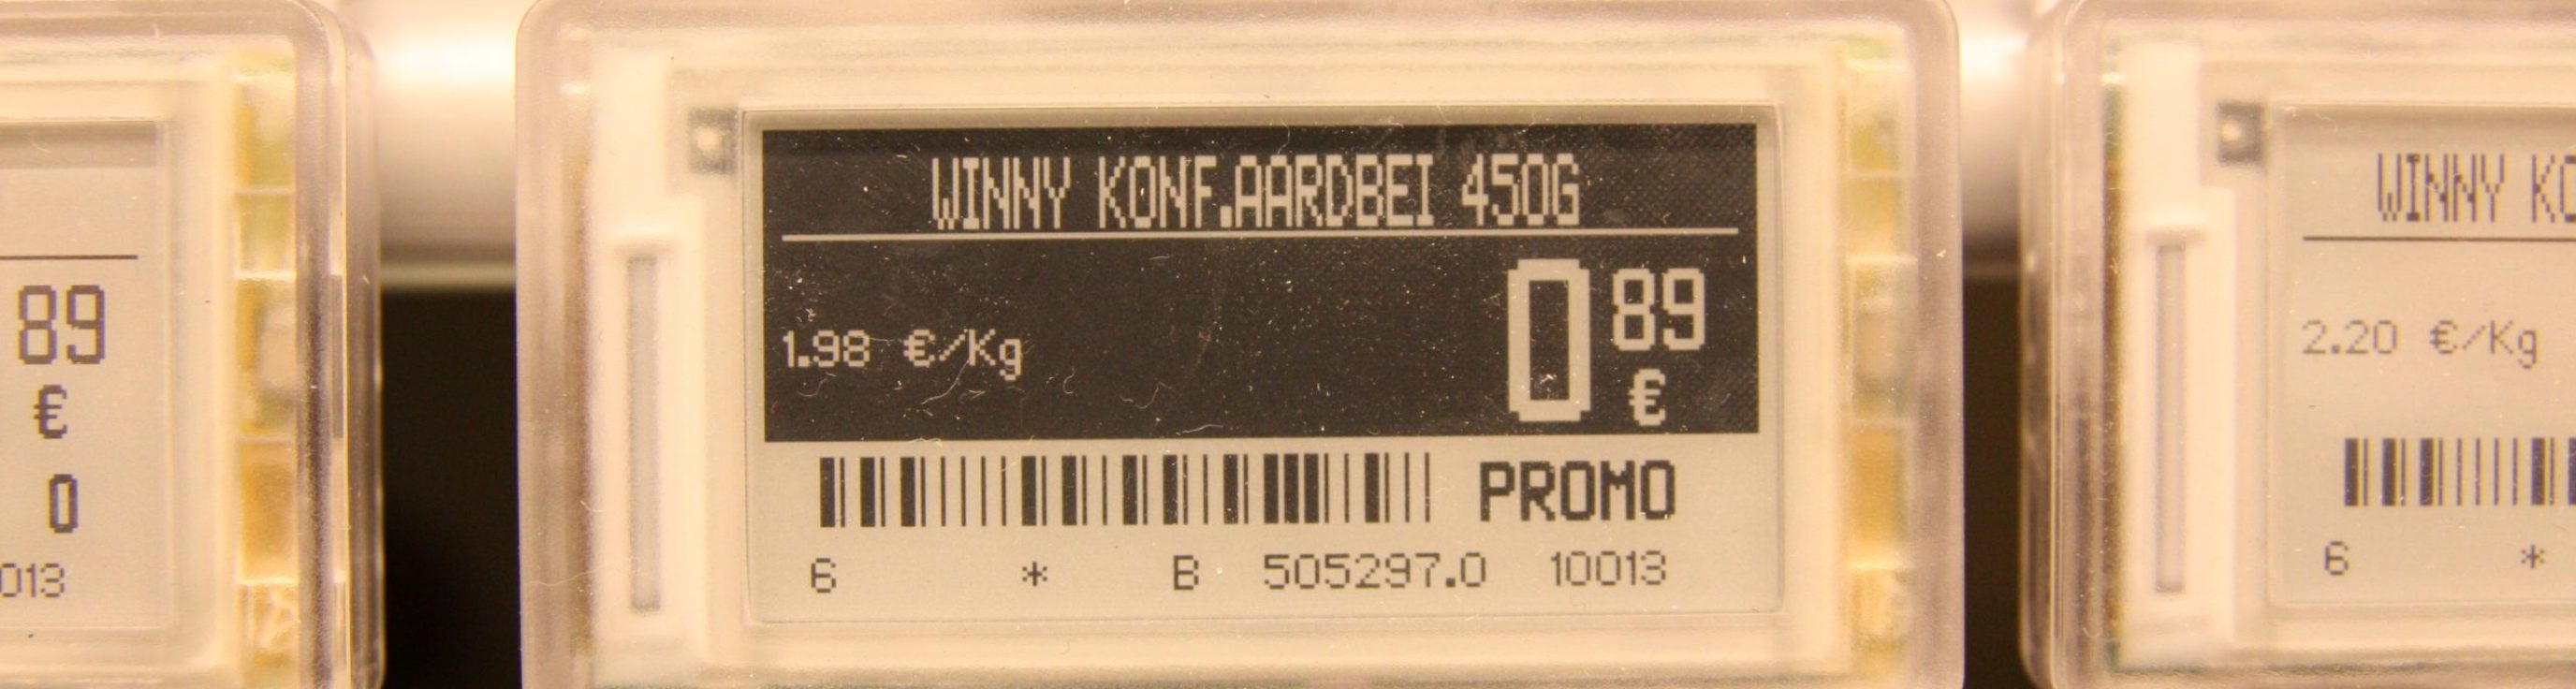 89
€
0
013
WINNY KONF.AARDBEI 450G
1.98 €/Kg
0 89
€
PROMO
6 * B 505297.0 10013
WINNY KO
2.20 €/Kg
6 *